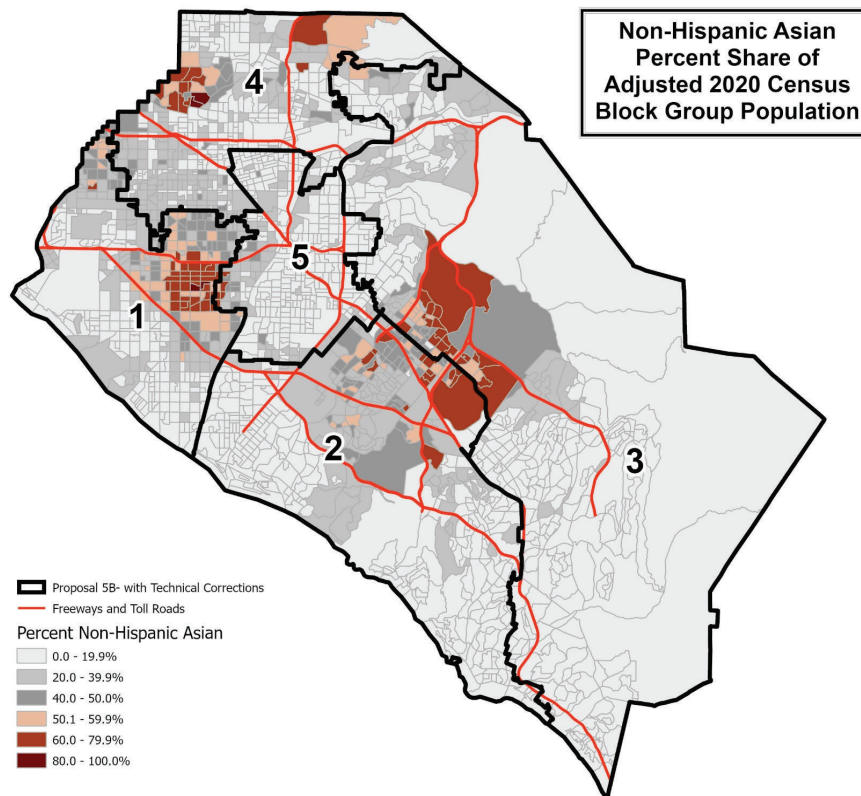 Non-Hispanic Asian
Percent Share of
Adjusted 2020 Census
Block Group Population
4
5
1
2
3
Proposal 5B- with Technical Corrections
Freeways and Toll Roads
Percent Non-Hispanic Asian
0.0 - 19.9%
20.0 - 39.9%
40.0 - 50.0%
50.1 - 59.9%
60.0 - 79.9%
80.0 - 100.0%